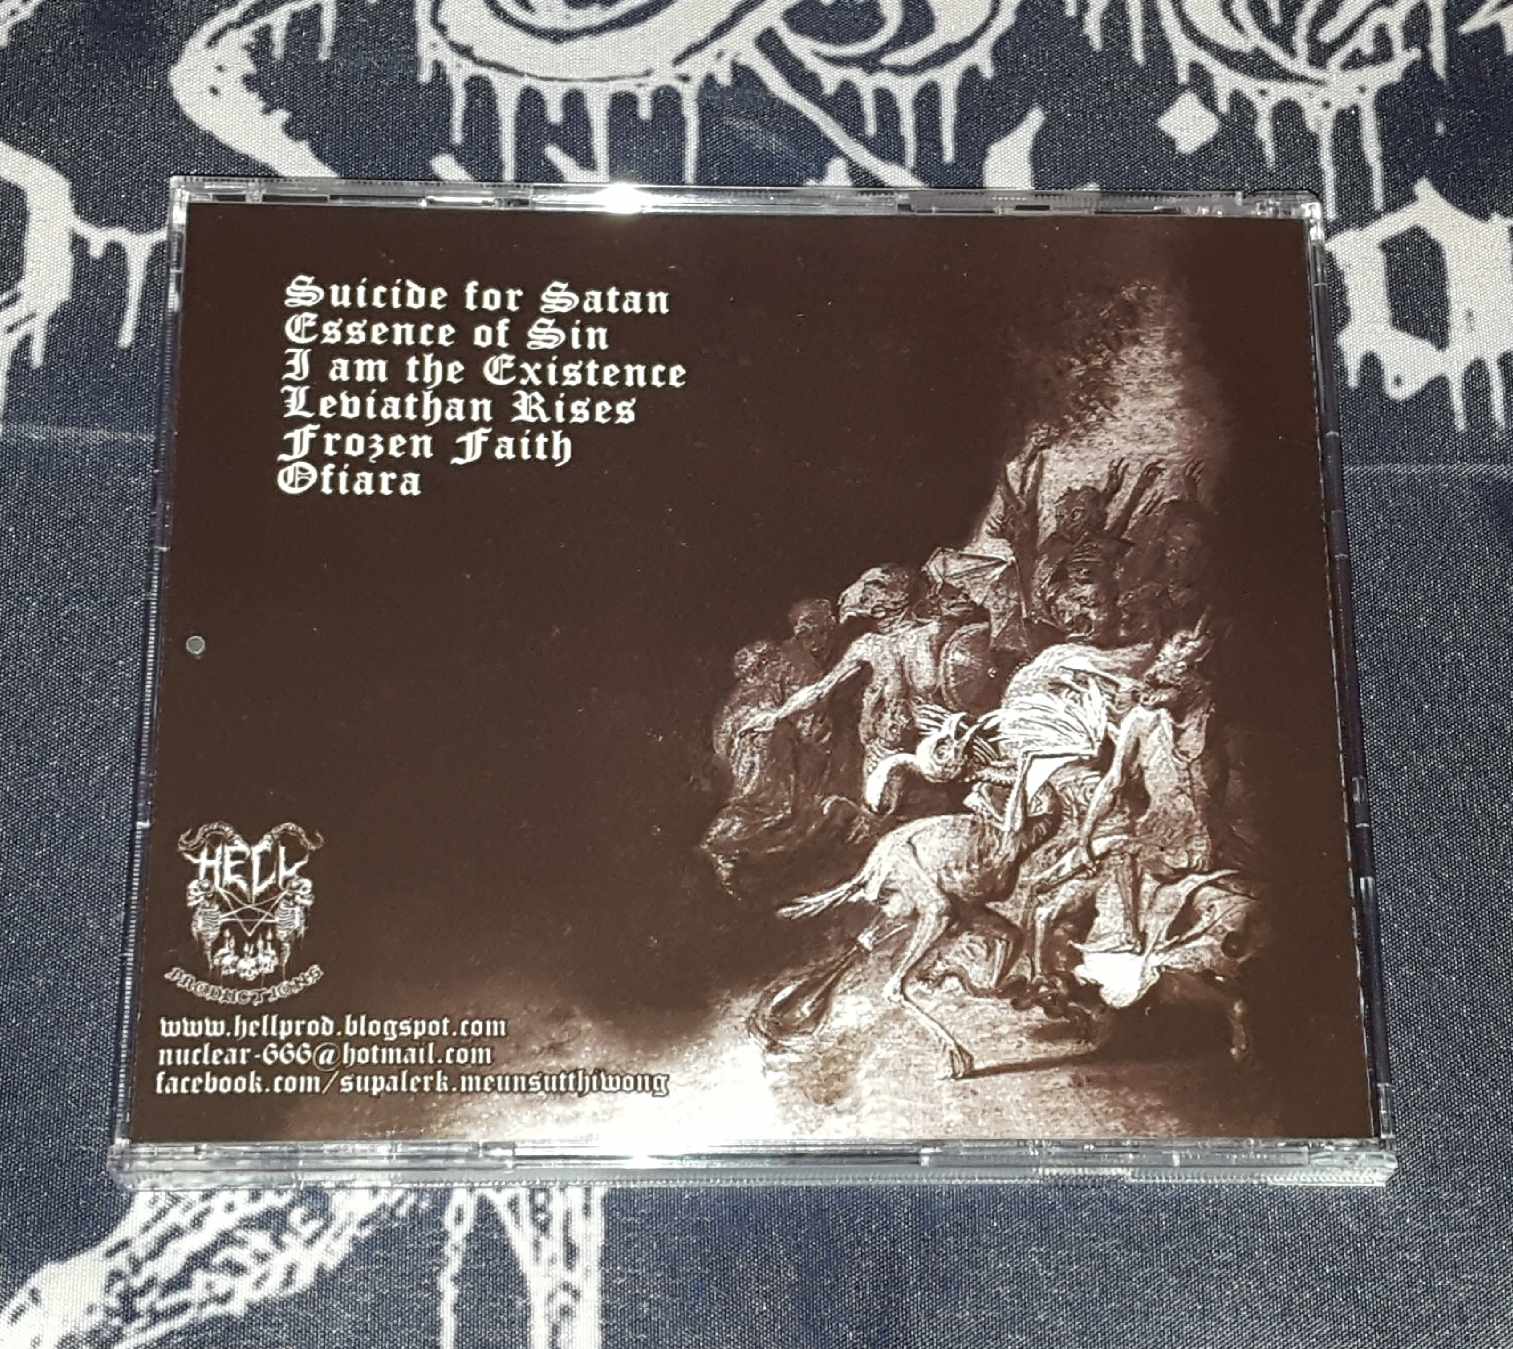 Suicide for Satan
Essence of Sin
I am the Existence
Leviathan Rises
Frozen Faith
Ofiara
HELL
PRODUCTIONS
www.hellprod.blogspot.com
nuclear-666@hotmail.com
facebook.com/supalerk.meunsutthiwong